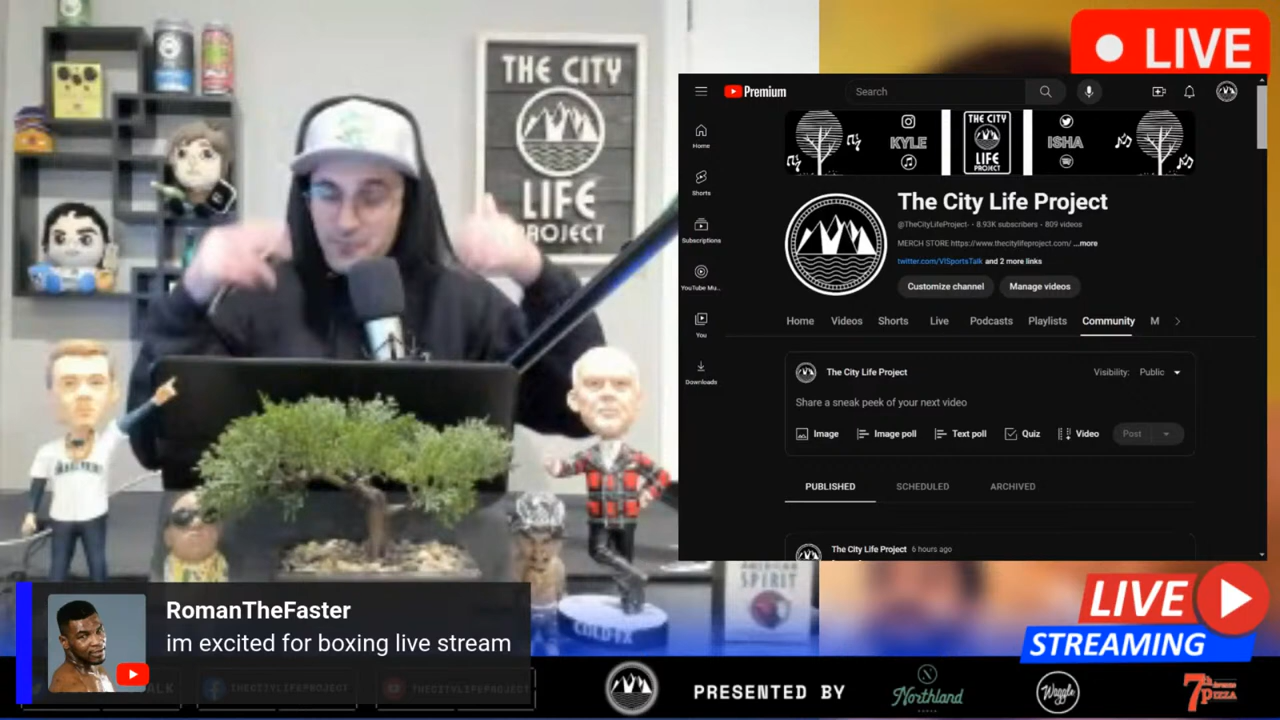 THE CITY
LIFE
PROJECT
LIVE
Premium
Search
KYLE
THE CITY
LIFE
PROJECT
ISHA
Home
Shorts
Subscriptions
YouTube Mu...
You
Downloads
The City Life Project
@TheCityLifeProject · 8.93K subscribers · 809 videos
MERCH STORE https://www.thecitylifeproject.com/ ...more
twitter.com/VISportsTalk and 2 more links
Customize channel
Manage videos
Home Videos Shorts Live Podcasts Playlists Community M
The City Life Project
Visibility: Public
Share a sneak peek of your next video
Image Image poll Text poll Quiz Video Post
PUBLISHED SCHEDULED ARCHIVED
The City Life Project 6 hours ago
SPIRIT
RomanTheFaster
im excited for boxing live stream
LIVE
STREAMING
THECITYLIFEPROJECT
THECITYLIFEPROJECT
PRESENTED BY
Northland
Waggle
PIZZA